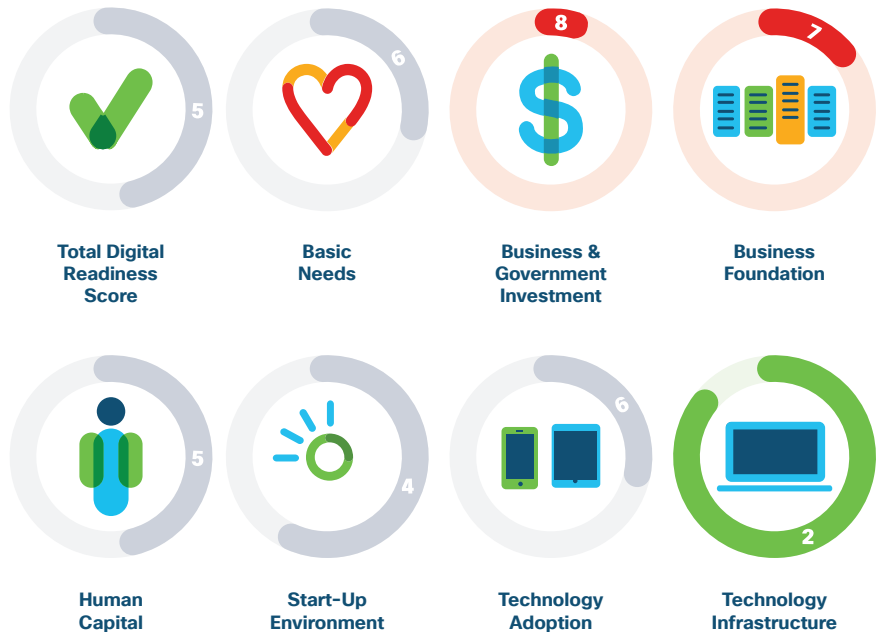 5
6
8
7
Total Digital
Readiness
Score
Basic
Needs
Business &
Government
Investment
Business
Foundation
5
4
6
2
Human
Capital
Start-Up
Environment
Technology
Adoption
Technology
Infrastructure